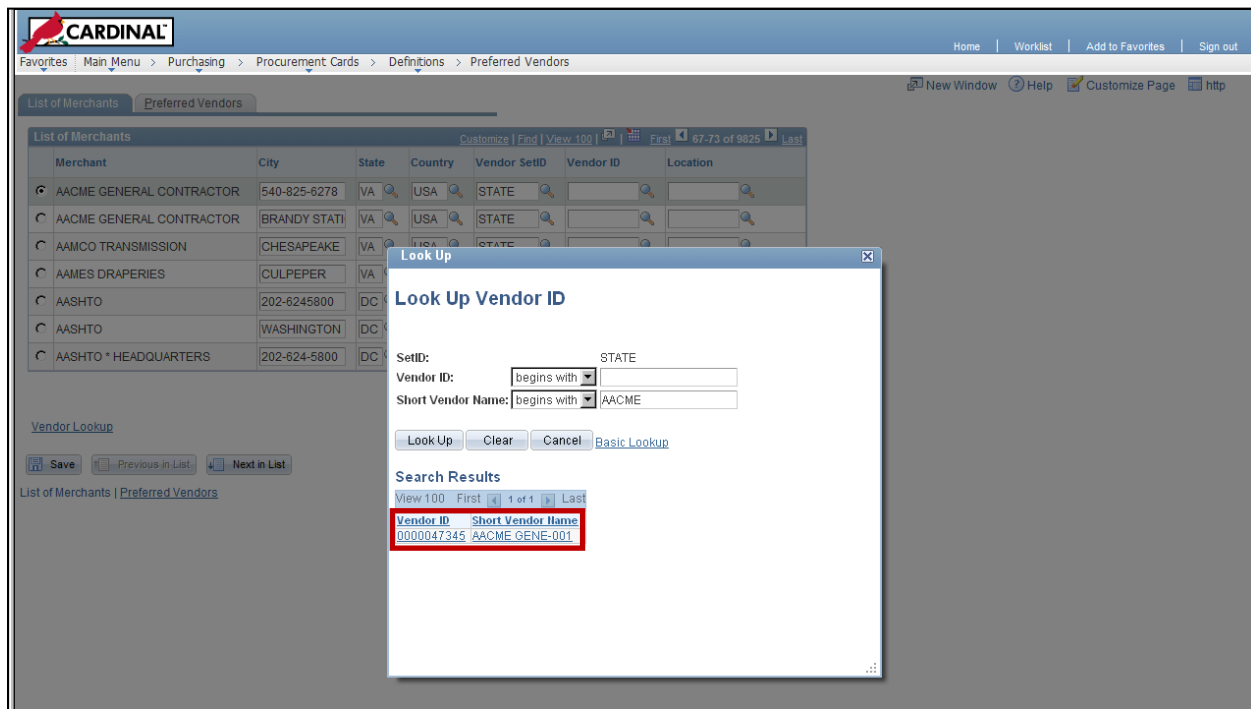 CARDINAL™
Home | Worklist | Add to Favorites | Sign out
Favorites Main Menu > Purchasing > Procurement Cards > Definitions > Preferred Vendors
New Window Help Customize Page http
List of Merchants Preferred Vendors
List of Merchants Customize | Find | View 100 | | First 67-73 of 9825 Last
Merchant City State Country Vendor SetID Vendor ID Location
AACME GENERAL CONTRACTOR 540-825-6278 VA USA STATE
AACME GENERAL CONTRACTOR BRANDY STATI VA USA STATE
AAMCO TRANSMISSION CHESAPEAKE VA USA STATE
AAMES DRAPERIES CULPEPER VA
AASHTO 202-6245800 DC
AASHTO WASHINGTON DC
AASHTO * HEADQUARTERS 202-624-5800 DC
Vendor Lookup
Save Previous in List Next in List
List of Merchants | Preferred Vendors
Look Up
Look Up Vendor ID
SetID: STATE
Vendor ID: begins with
Short Vendor Name: begins with AACME
Look Up Clear Cancel Basic Lookup
Search Results
View 100 First 1 of 1 Last
Vendor ID Short Vendor Name
0000047345 AACME GENE-001